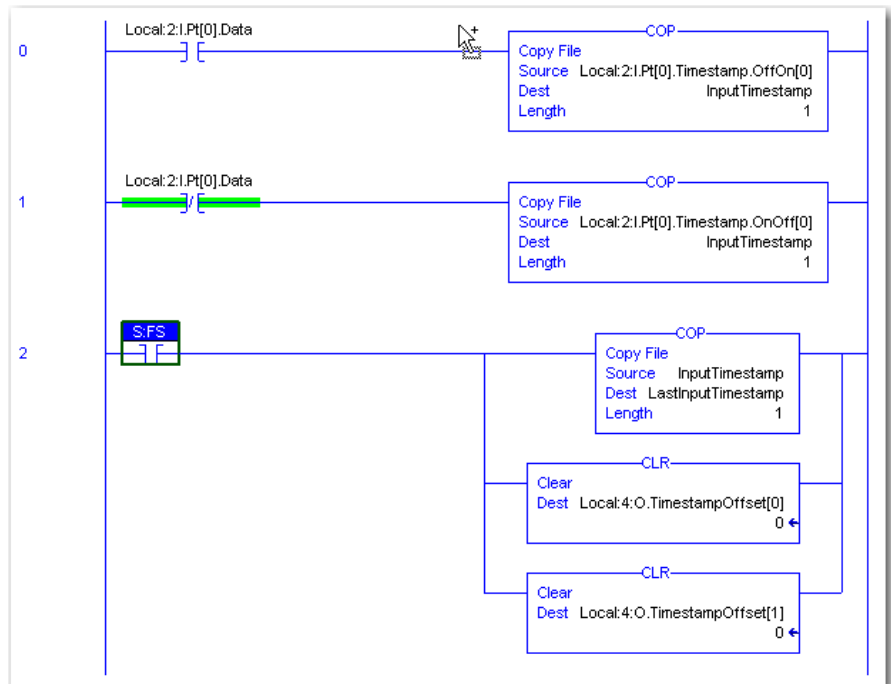 Local:2:I.Pt[0].Data
0
COP
Copy File
Source Local:2:I.Pt[0].Timestamp.OffOn[0]
Dest InputTimestamp
Length 1
Local:2:I.Pt[0].Data
1
COP
Copy File
Source Local:2:I.Pt[0].Timestamp.OnOff[0]
Dest InputTimestamp
Length 1
S:FS
2
COP
Copy File
Source InputTimestamp
Dest LastInputTimestamp
Length 1
CLR
Clear
Dest Local:4:O.TimestampOffset[0]
0
CLR
Clear
Dest Local:4:O.TimestampOffset[1]
0